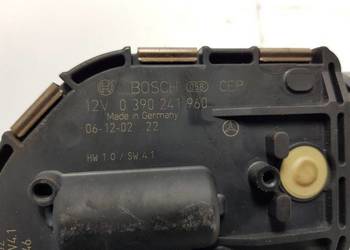 BOSCH CEP
12V 0 390 241 960
Made in Germany
06-12-02 22
HW 1.0 / SW.4.1